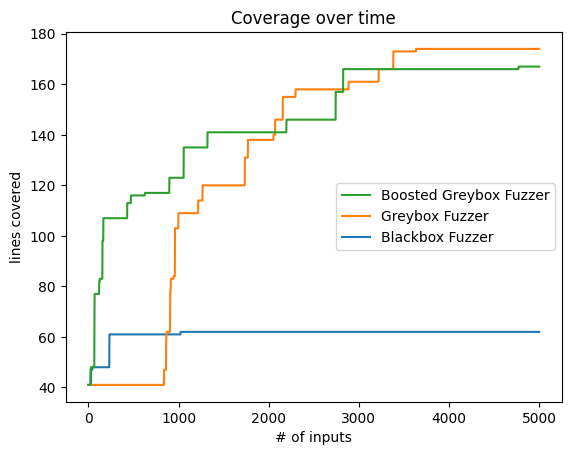 Coverage over time
lines covered
180
160
140
120
100
80
60
40
Boosted Greybox Fuzzer
Greybox Fuzzer
Blackbox Fuzzer
0 1000 2000 3000 4000 5000
# of inputs